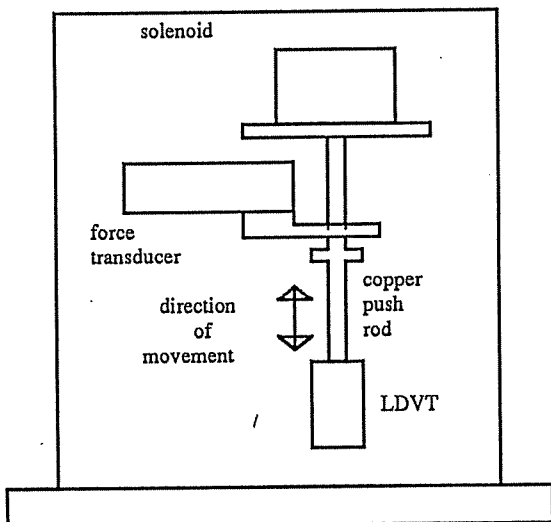 solenoid
force
transducer
copper
push
rod
direction
of
movement
LDVT